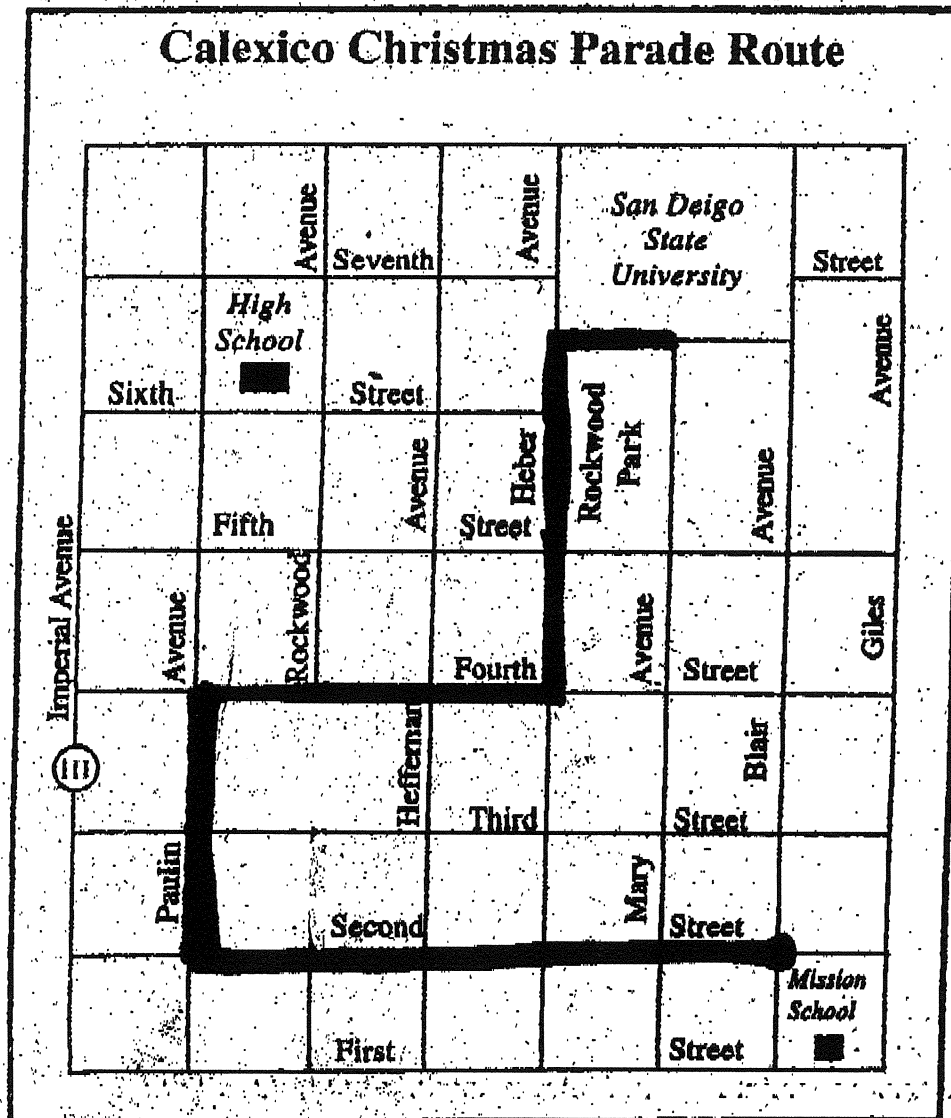 Calexico Christmas Parade Route
Avenue
Avenue
San Deigo
State
University
Seventh
Street
High
School
Avenue
Sixth
Street
Rockwood
Park
Heber
Avenue
Avenue
Fifth
Street
Imperial Avenue
Avenue
Rockwood
Avenue
Giles
Fourth
Street
Heffernan
Blair
111
Third
Street
Paulin
Mary
Second
Street
Mission
School
First
Street